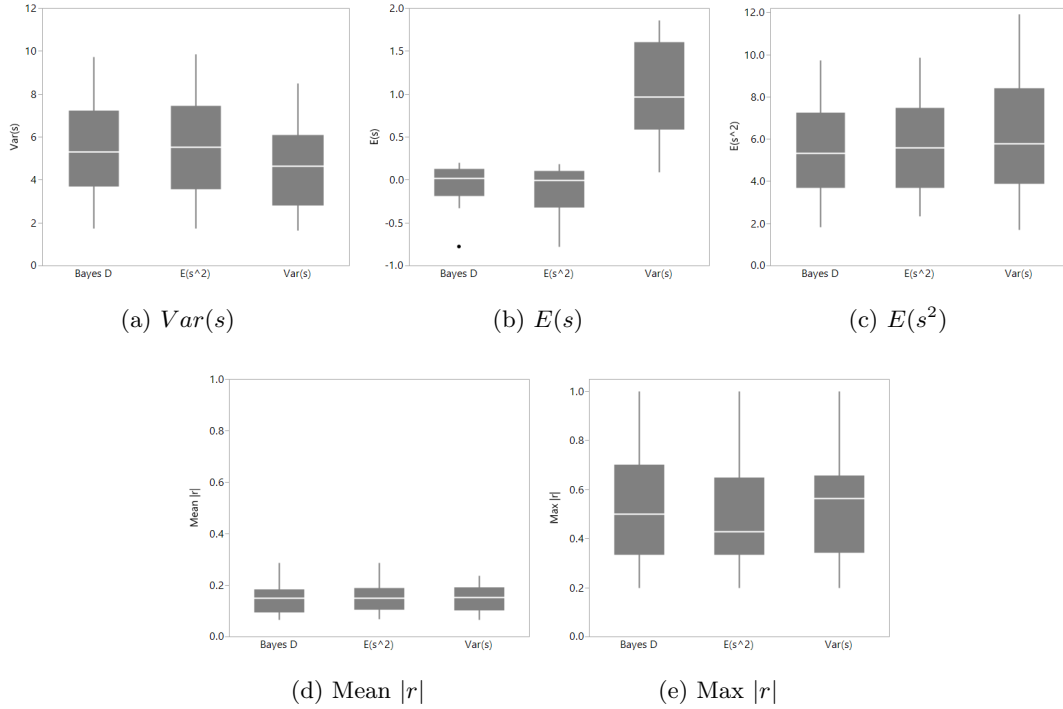 12
10
8
6
4
2
0
Var(s)
Bayes D E(s^2) Var(s)
(a) Var(s)
2.0
1.5
1.0
0.5
0.0
-0.5
-1.0
E(s)
Bayes D E(s^2) Var(s)
(b) E(s)
12.0
10.0
8.0
6.0
4.0
2.0
0.0
E(s^2)
Bayes D E(s^2) Var(s)
(c) E(s²)
1.0
0.8
0.6
0.4
0.2
0.0
Mean |r|
Bayes D E(s^2) Var(s)
(d) Mean |r|
1.0
0.8
0.6
0.4
0.2
0.0
Max |r|
Bayes D E(s^2) Var(s)
(e) Max |r|